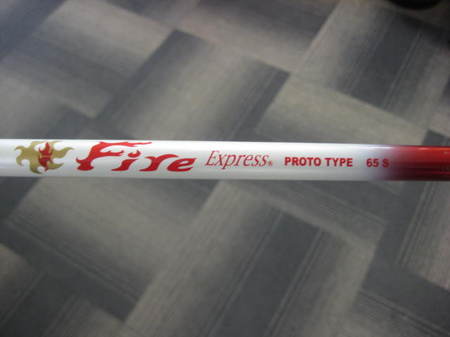 Fire Express® PROTO TYPE 65 S